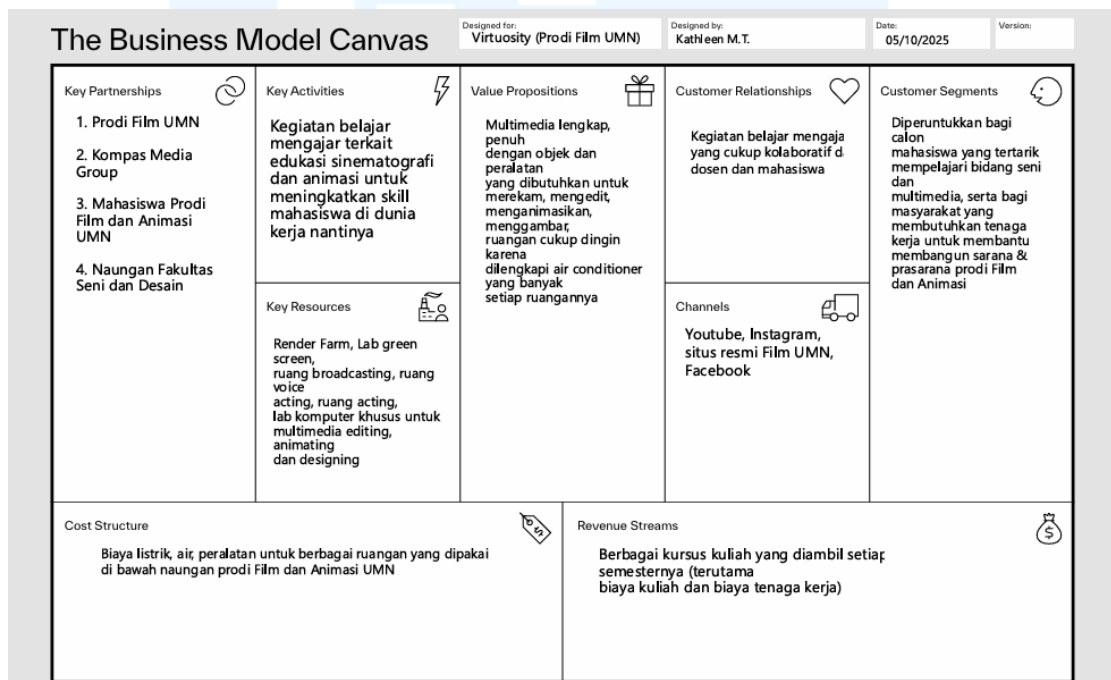 The Business Model Canvas
Designed for:
Virtuosity (Prodi Film UMN)
Designed by:
Kathleen M.T.
Date:
05/10/2025
Version:
Key Partnerships
1. Prodi Film UMN
2. Kompas Media
Group
3. Mahasiswa Prodi
Film dan Animasi
UMN
4. Naungan Fakultas
Seni dan Desain
Key Activities
Kegiatan belajar
mengajar terkait
edukasi sinematografi
dan animasi untuk
meningkatkan skill
mahasiswa di dunia
kerja nantinya
Key Resources
Render Farm, Lab green
screen,
ruang broadcasting, ruang
voice
acting, ruang acting,
lab komputer khusus untuk
multimedia editing,
animating
dan designing
Value Propositions
Multimedia lengkap,
penuh
dengan objek dan
peralatan
yang dibutuhkan untuk
merekam, mengedit,
menganimasikan,
menggambar,
ruangan cukup dingin
karena
dilengkapi air conditioner
yang banyak
setiap ruangannya
Customer Relationships
Kegiatan belajar mengaja
yang cukup kolaboratif d
dosen dan mahasiswa
Channels
Youtube, Instagram,
situs resmi Film UMN,
Facebook
Customer Segments
Diperuntukkan bagi
calon
mahasiswa yang tertarik
mempelajari bidang seni
dan
multimedia, serta bagi
masyarakat yang
membutuhkan tenaga
kerja untuk membantu
membangun sarana &
prasarana prodi Film
dan Animasi
Cost Structure
Biaya listrik, air, peralatan untuk berbagai ruangan yang dipakai
di bawah naungan prodi Film dan Animasi UMN
Revenue Streams
Berbagai kursus kuliah yang diambil setiap
semesternya (terutama
biaya kuliah dan biaya tenaga kerja)